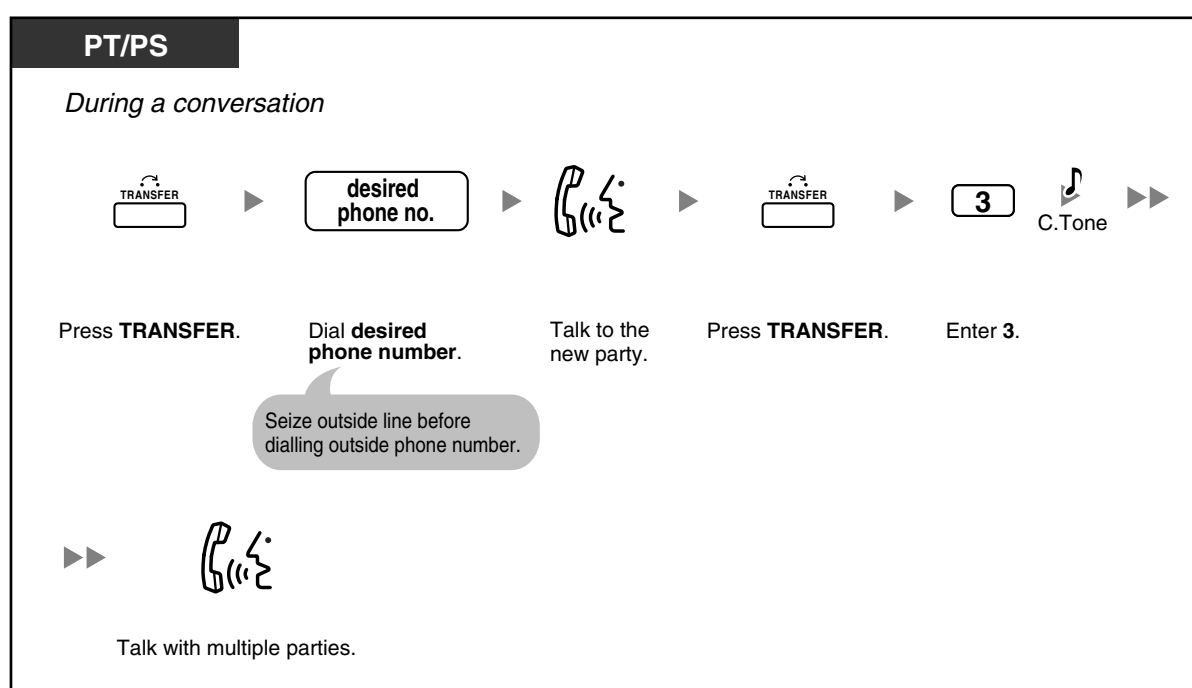 PT/PS
During a conversation
TRANSFER
desired
phone no.
TRANSFER
3
C.Tone
Press TRANSFER.
Dial desired
phone number.
Talk to the
new party.
Press TRANSFER.
Enter 3.
Seize outside line before
dialling outside phone number.
Talk with multiple parties.